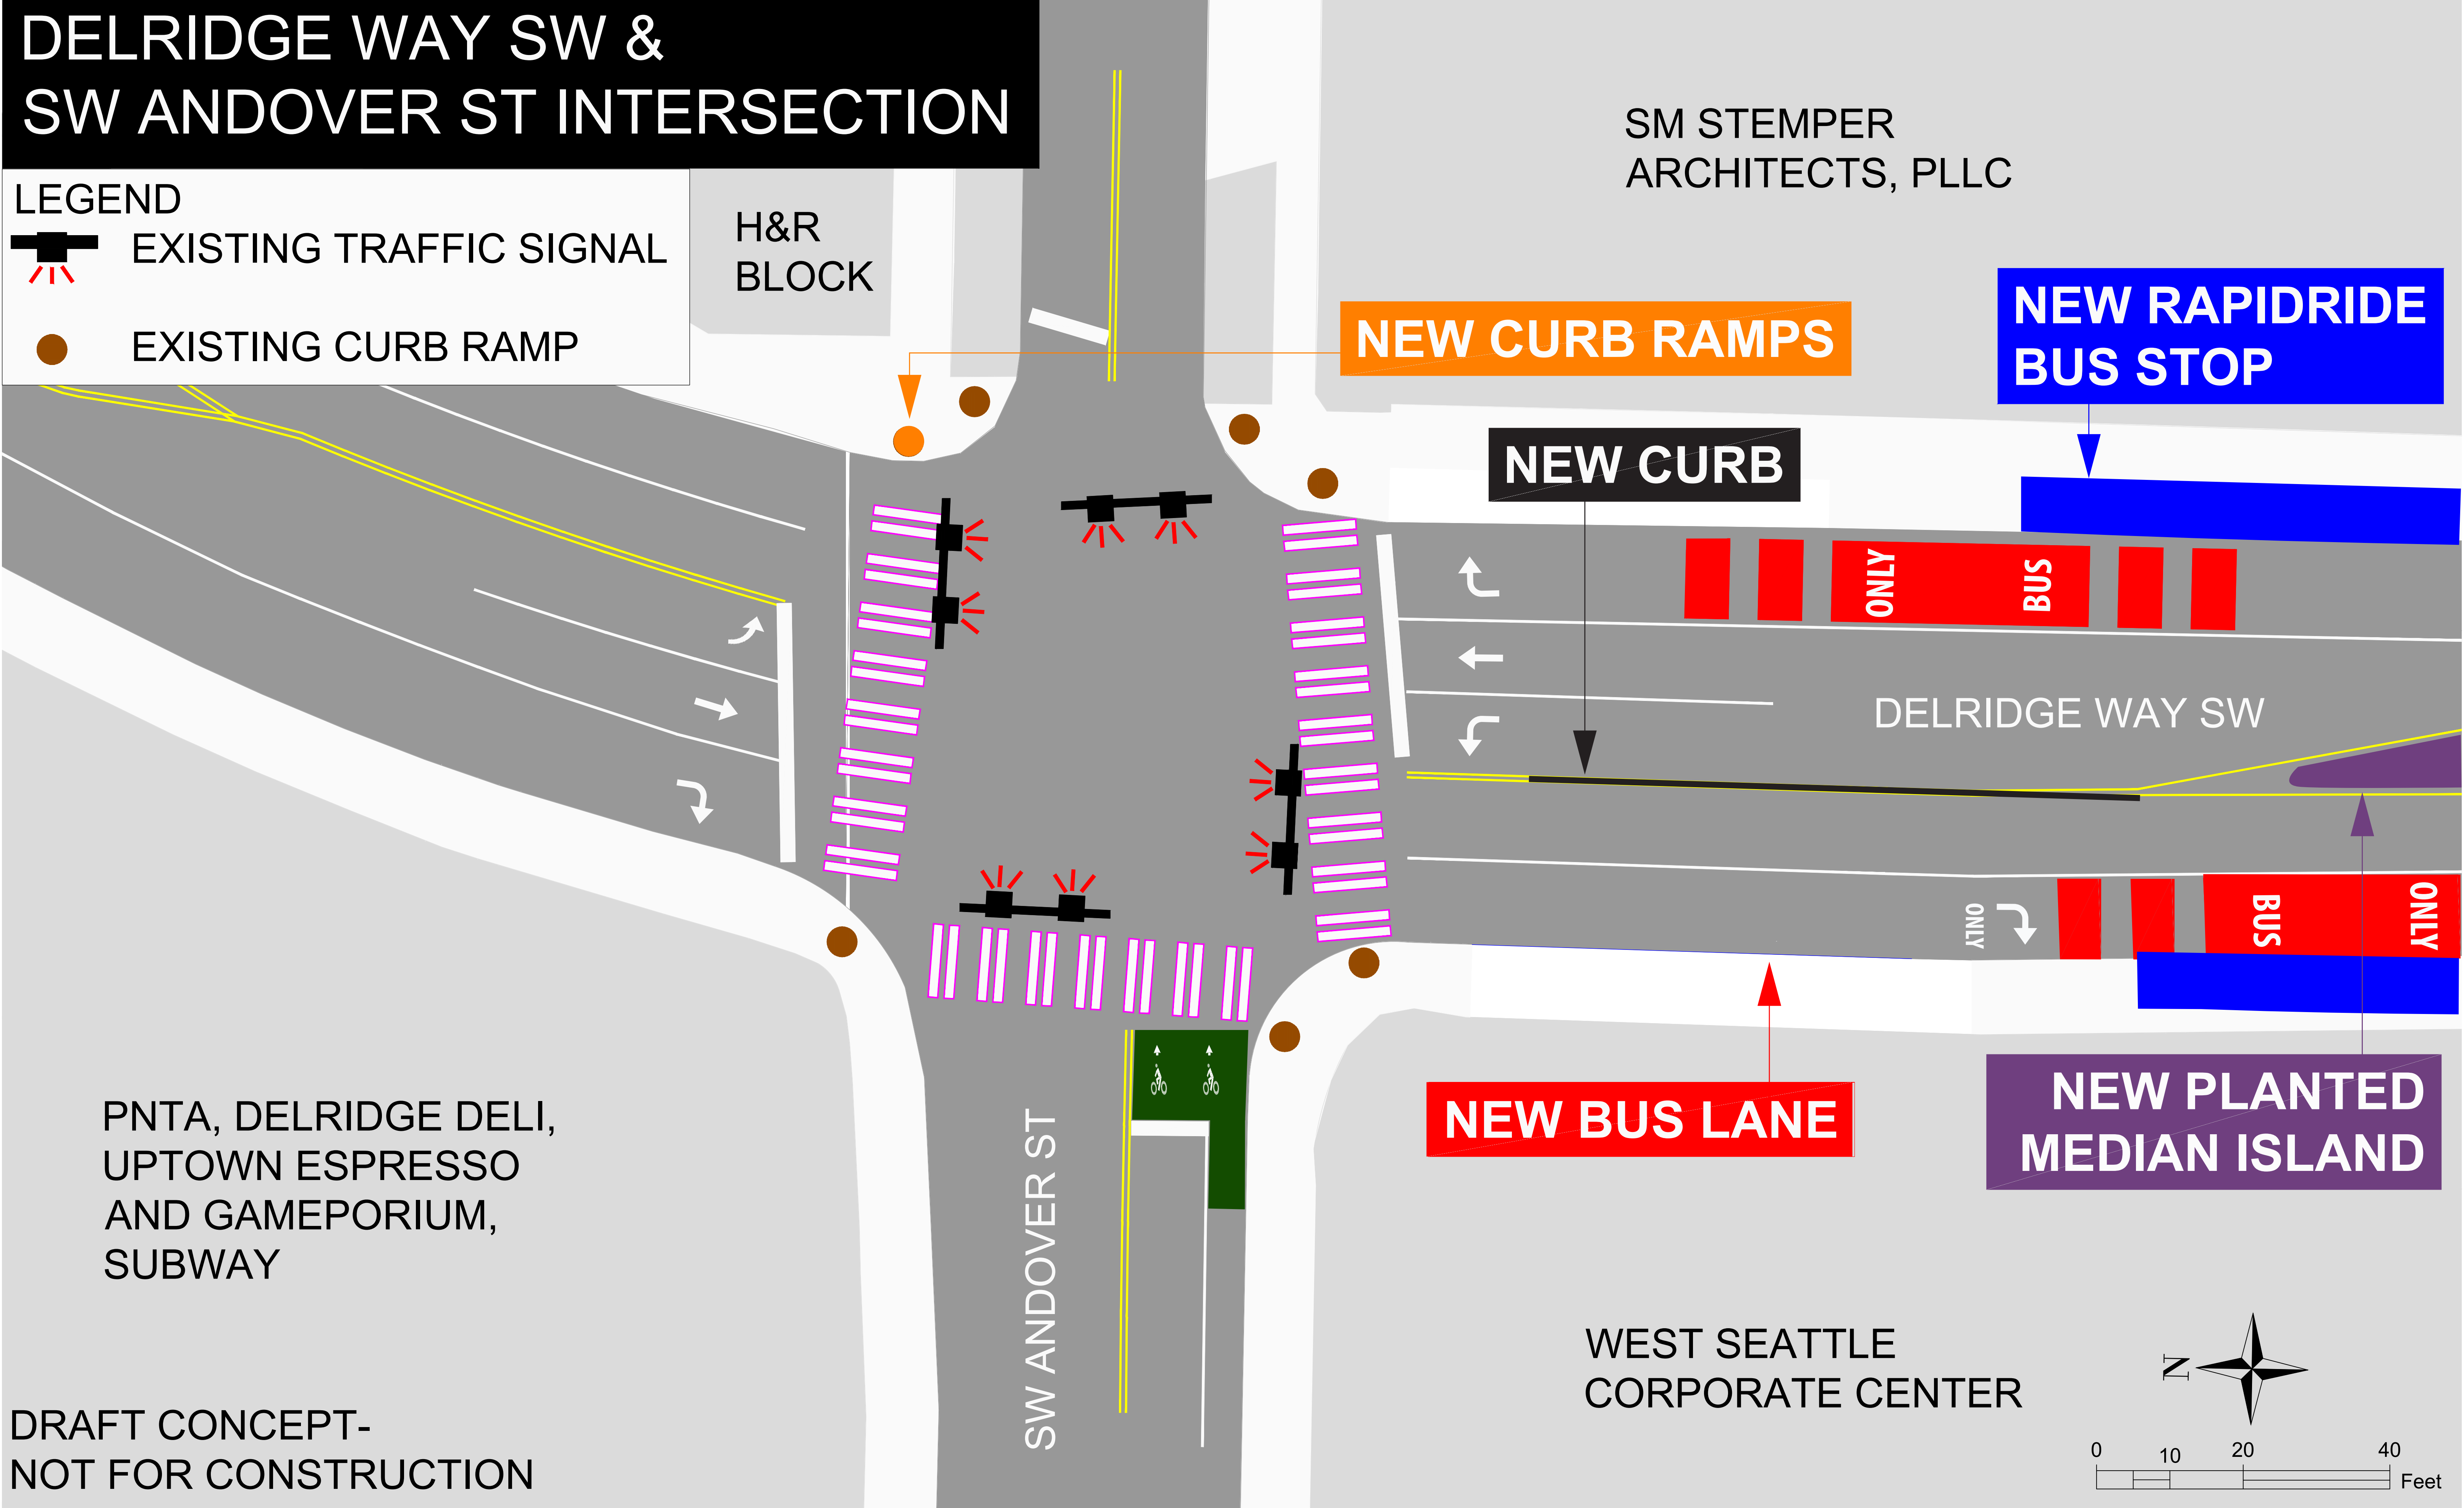 DELRIDGE WAY SW &
SW ANDOVER ST INTERSECTION
LEGEND
EXISTING TRAFFIC SIGNAL
EXISTING CURB RAMP
H&R
BLOCK
SM STEMPER
ARCHITECTS, PLLC
NEW CURB RAMPS
NEW RAPIDRIDE
BUS STOP
NEW CURB
ONLY
BUS
DELRIDGE WAY SW
ONLY
BUS
ONLY
NEW BUS LANE
NEW PLANTED
MEDIAN ISLAND
SW ANDOVER ST
PNTA, DELRIDGE DELI,
UPTOWN ESPRESSO
AND GAMEPORIUM,
SUBWAY
WEST SEATTLE
CORPORATE CENTER
N
0 10 20 40
Feet
DRAFT CONCEPT-
NOT FOR CONSTRUCTION